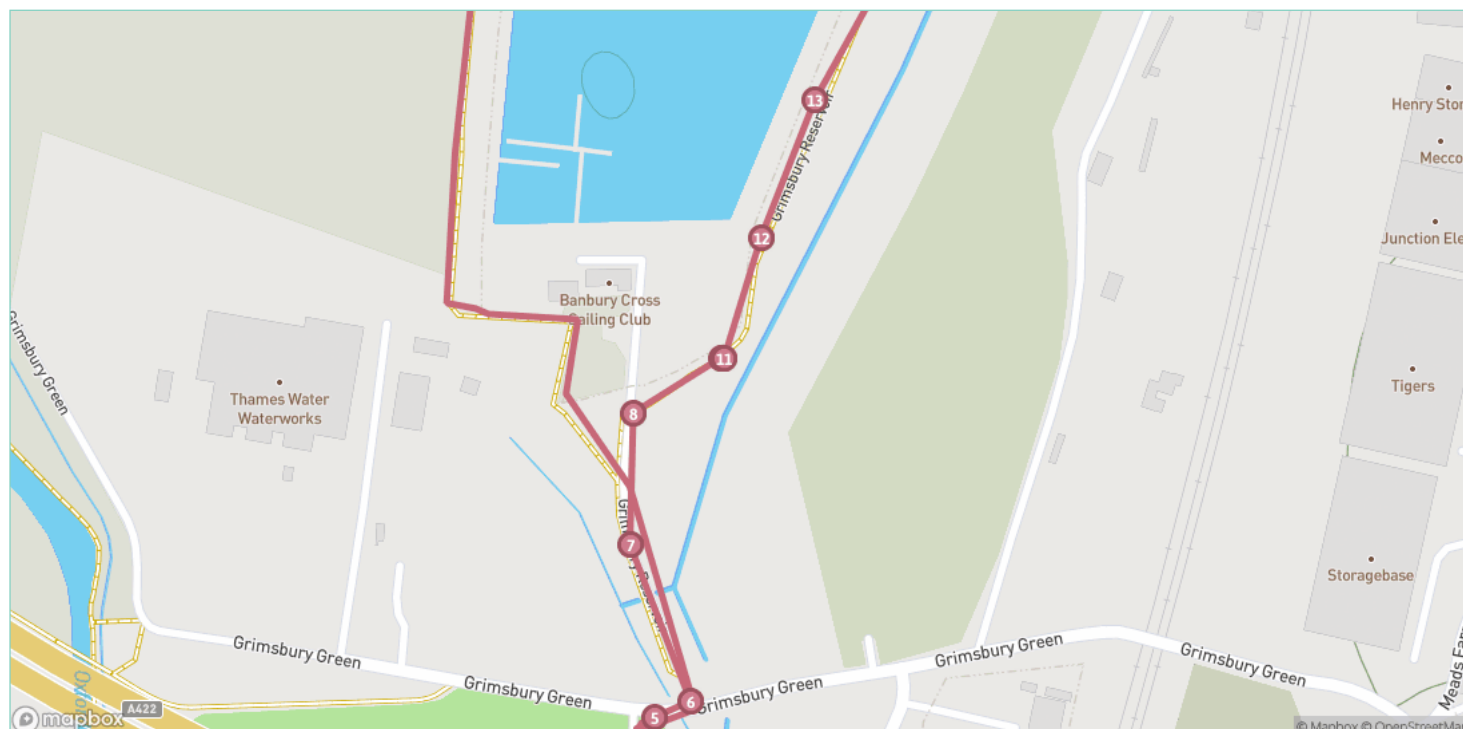 13
Grimsbury Reservoir
Henry Stor
Mecco
12
Junction Ele
Banbury Cross
Sailing Club
11
Grimsbury Green
Thames Water
Waterworks
Tigers
8
7
Storagebase
Grimsbury Green
Grimsbury Green
Grimsbury Green
Grimsbury Green
Grimsbury Green
6
5
Meads Far
A422
mapbox
© Mapbox © OpenStreetMa